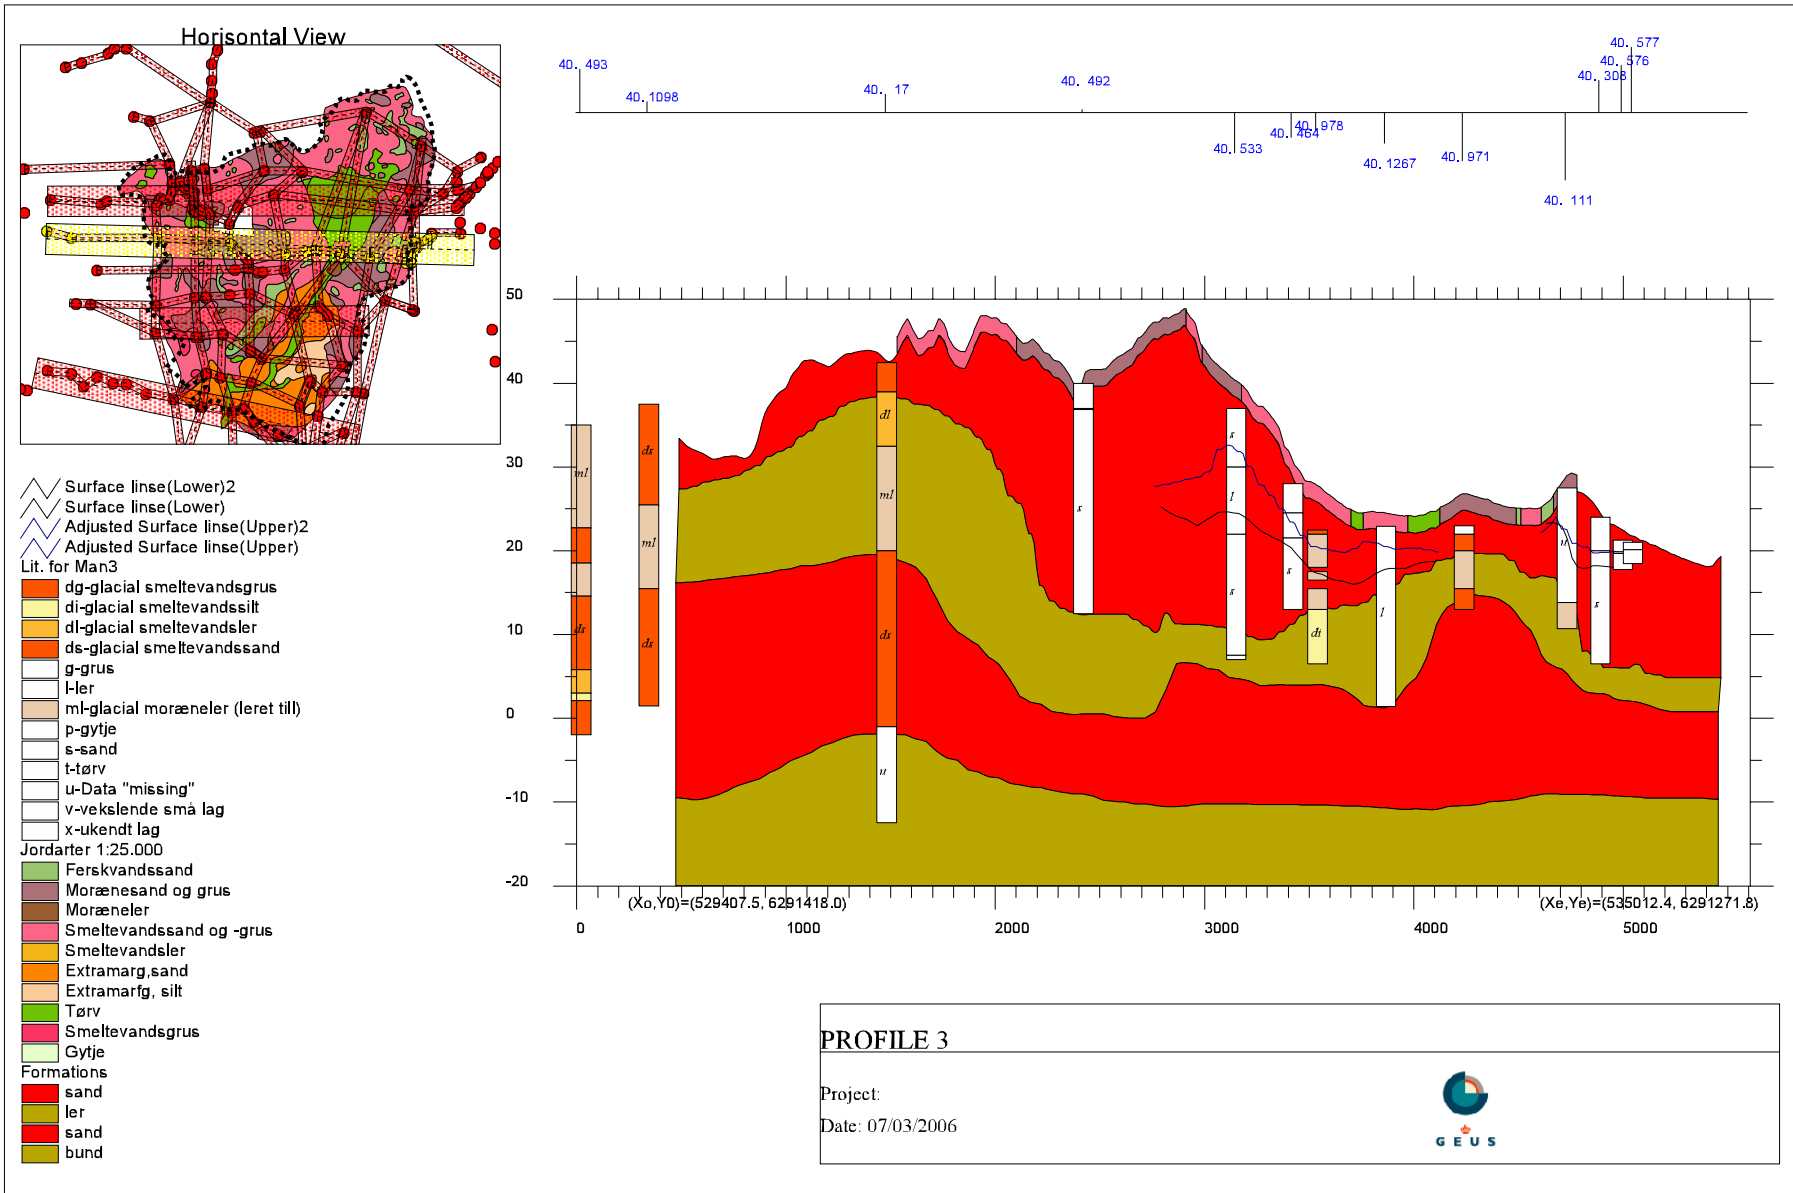 Horisontal View
40. 493
40.1098
40. 17
40. 492
40. 577
40. 576
40. 308
40. 533
40. 464
40. 978
40. 1267
40. 971
40. 111
Surface linse(Lower)2
Surface linse(Lower)
Adjusted Surface linse(Upper)2
Adjusted Surface linse(Upper)
Lit. for Man3
dg-glacial smeltevandsgrus
di-glacial smeltevandssilt
dl-glacial smeltevandsler
ds-glacial smeltevandssand
g-grus
l-ler
ml-glacial moræneler (leret till)
p-gytje
s-sand
t-tørv
u-Data "missing"
v-vekslende små lag
x-ukendt lag
Jordarter 1:25.000
Ferskvandssand
Morænesand og grus
Moræneler
Smeltevandssand og -grus
Smeltevandsler
Extramarg,sand
Extramarfg, silt
Tørv
Smeltevandsgrus
Gytje
Formations
sand
ler
sand
bund
50
40
30
20
10
0
-10
-20
ml
ds
ds
ml
ds
dl
ml
ds
u
s
s
l
s
s
di
l
u
s
(Xo,Y0)=(529407.5, 6291418.0)
(Xe,Ye)=(535012.4, 6291271.8)
0
1000
2000
3000
4000
5000
PROFILE 3
Project:
Date: 07/03/2006
G E U S